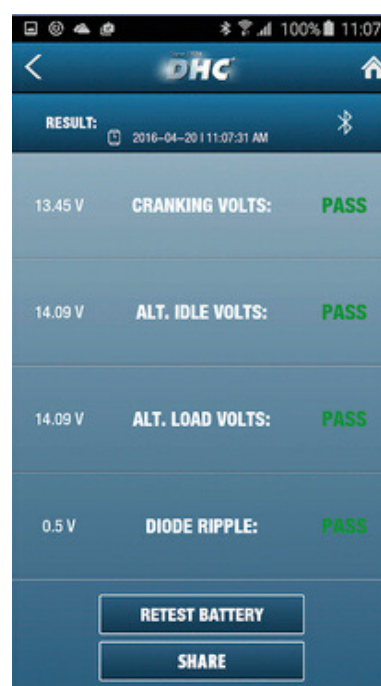 100% 11:07
DHC
RESULT:
2016-04-20 | 11:07:31 AM
13.45 V CRANKING VOLTS: PASS
14.09 V ALT. IDLE VOLTS: PASS
14.09 V ALT. LOAD VOLTS: PASS
0.5 V DIODE RIPPLE: PASS
RETEST BATTERY
SHARE